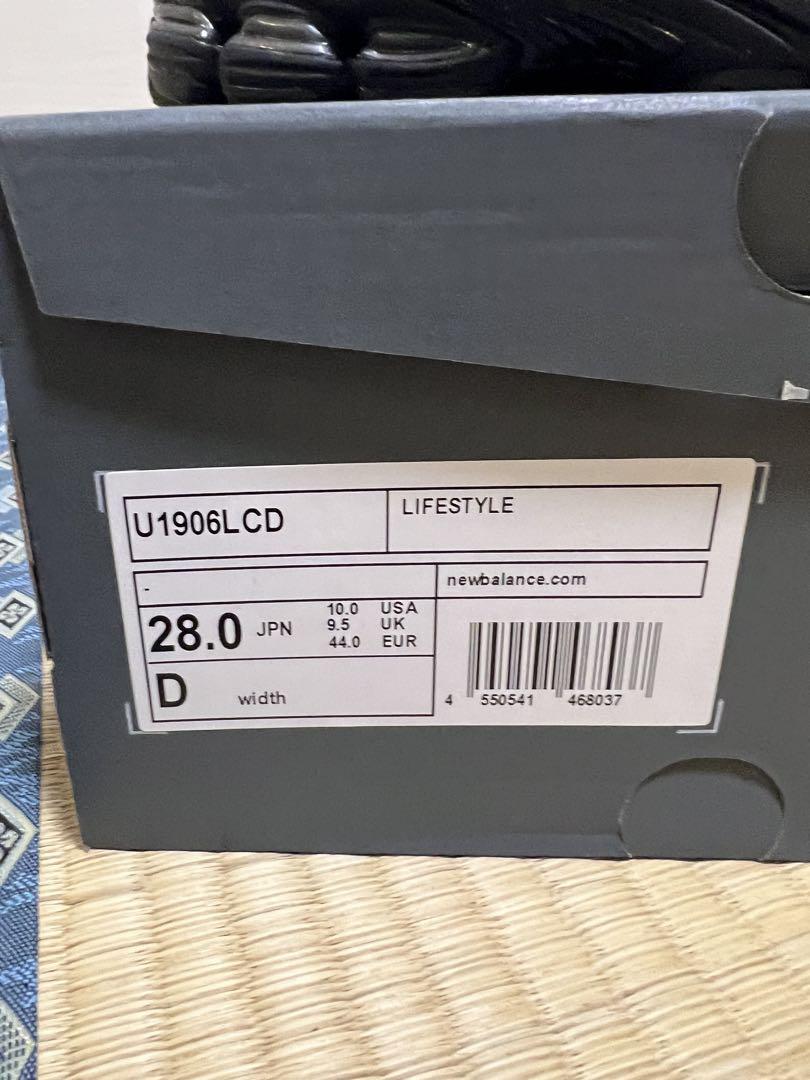 U1906LCD
LIFESTYLE
-
newbalance.com
28.0 JPN
10.0 USA
9.5 UK
44.0 EUR
D width
4 550541 468037